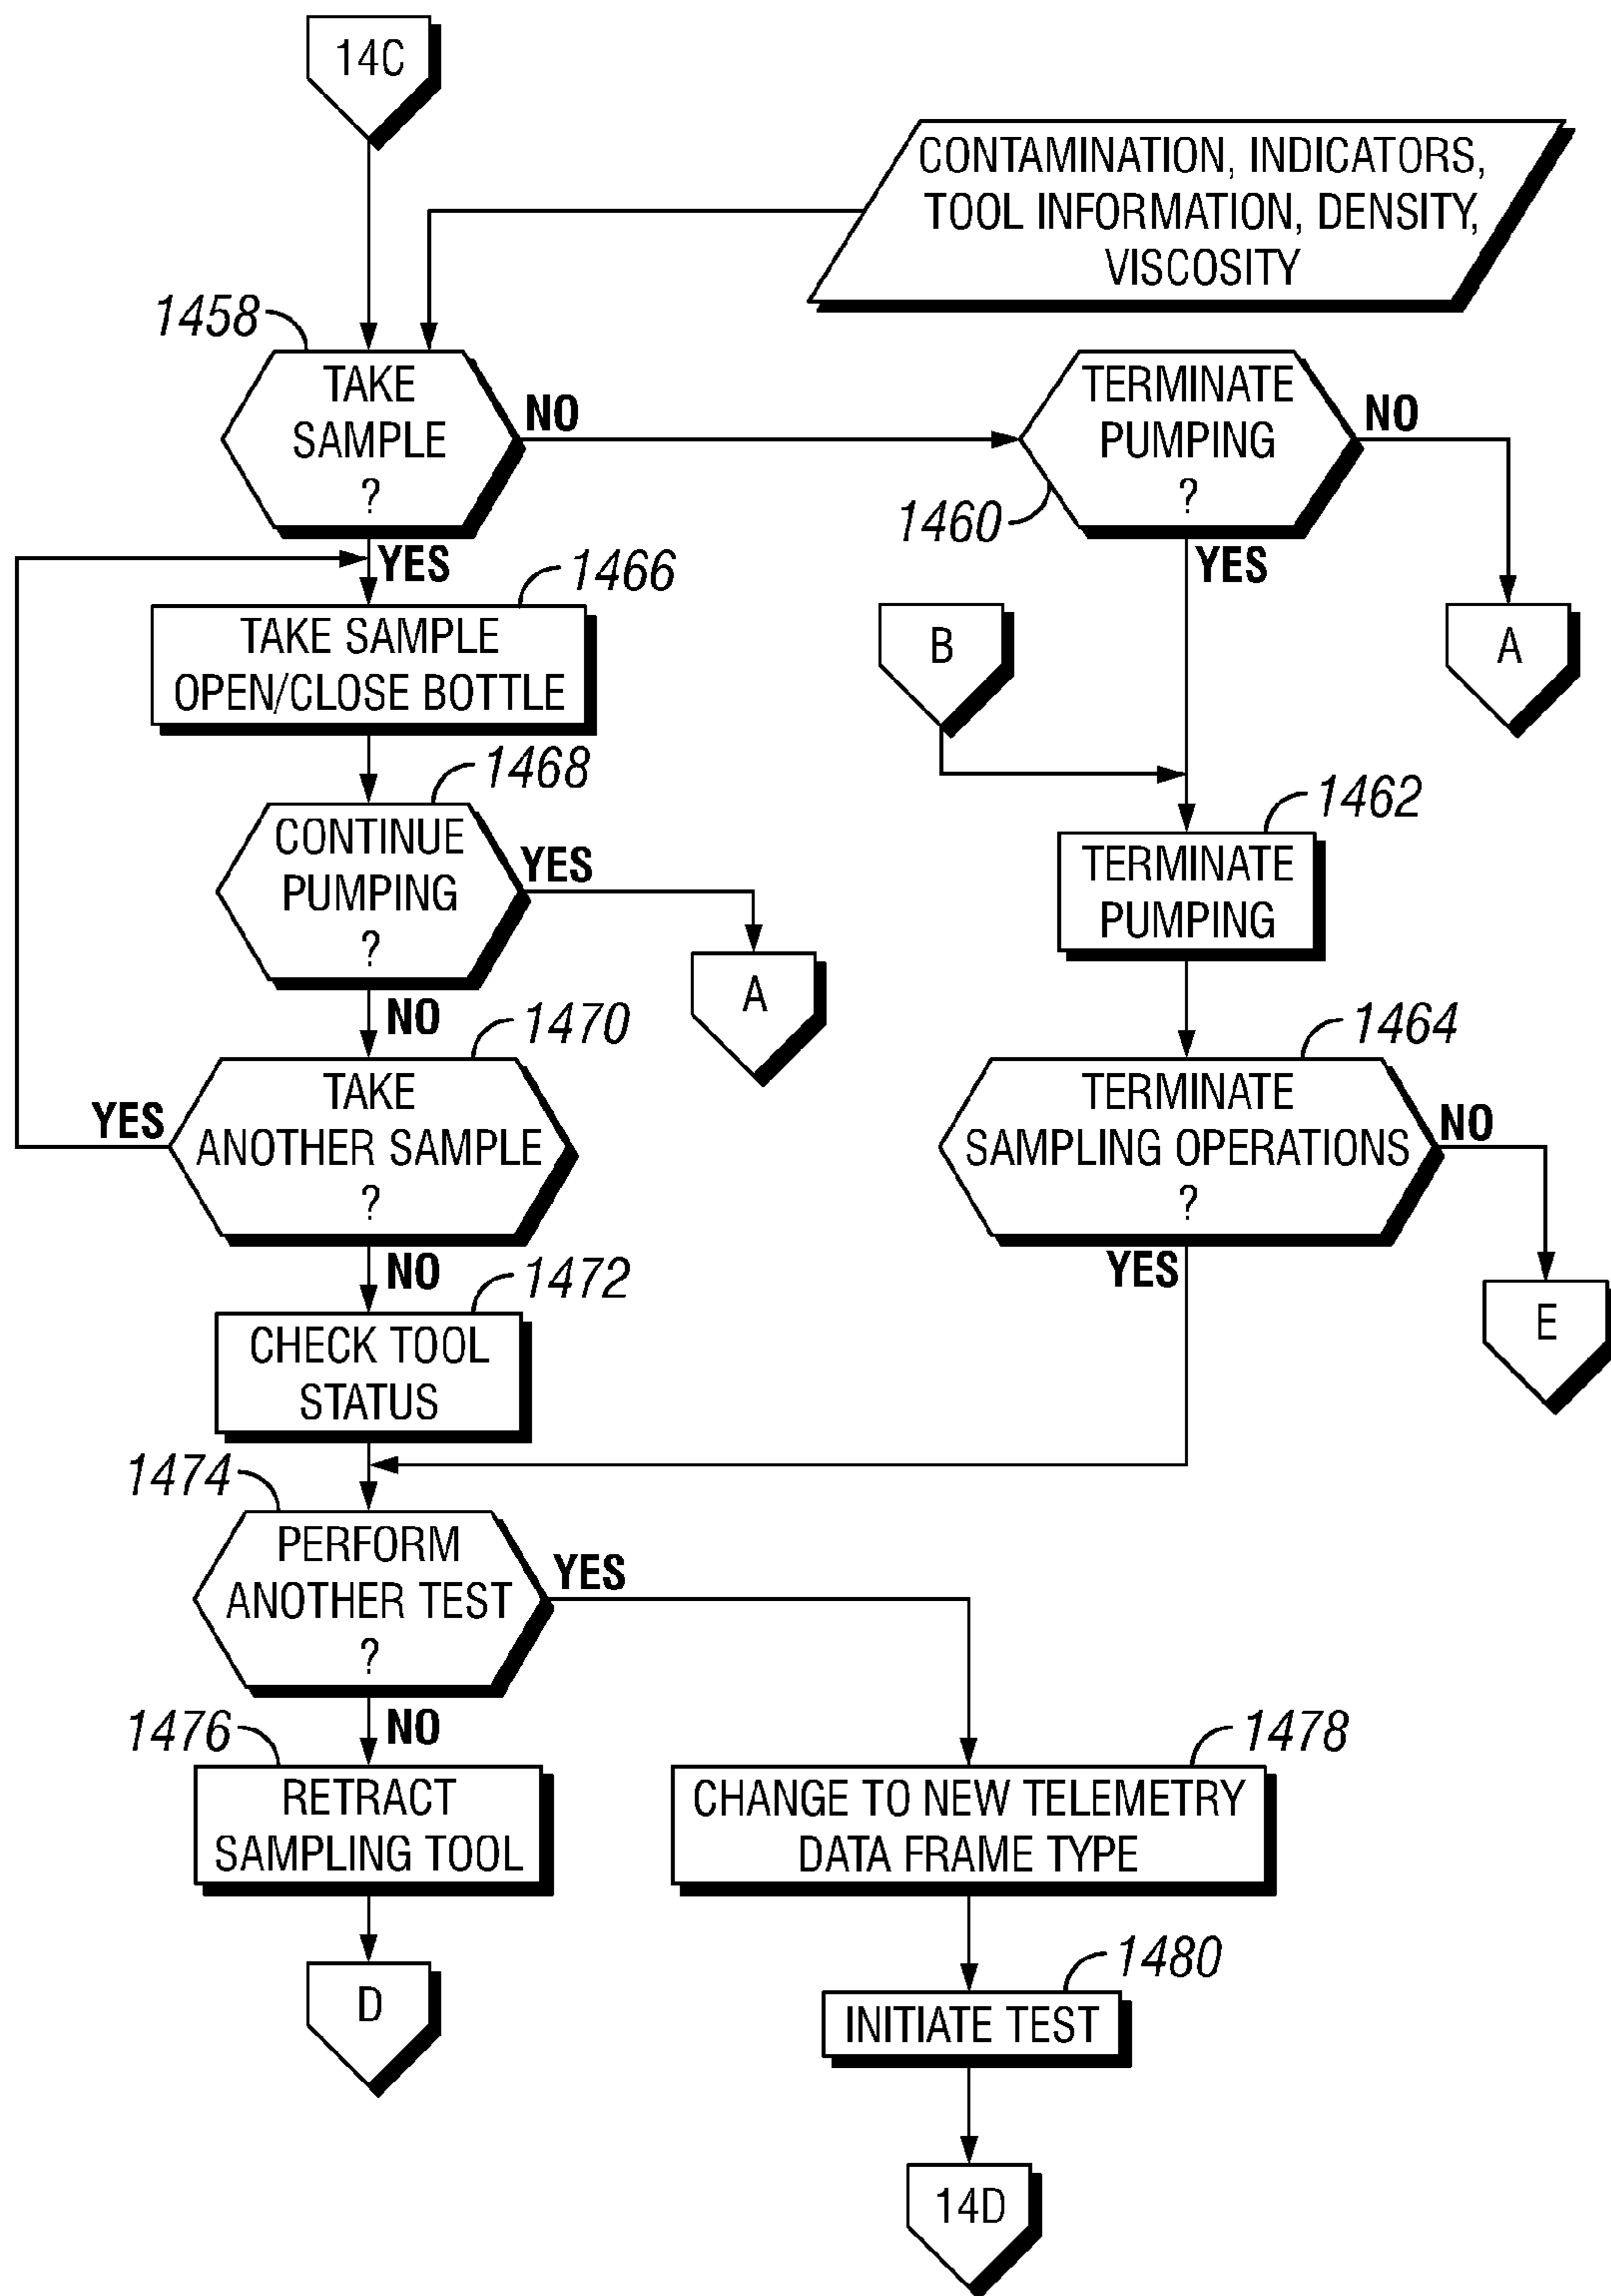 14C
CONTAMINATION, INDICATORS,
TOOL INFORMATION, DENSITY,
VISCOSITY
1458
TAKE
SAMPLE
?
NO
YES
TERMINATE
PUMPING
?
1460
NO
YES
A
B
1466
TAKE SAMPLE
OPEN/CLOSE BOTTLE
1468
CONTINUE
PUMPING
?
YES
NO
A
1462
TERMINATE
PUMPING
1470
TAKE
ANOTHER SAMPLE
?
YES
NO
1464
TERMINATE
SAMPLING OPERATIONS
?
NO
YES
E
1472
CHECK TOOL
STATUS
1474
PERFORM
ANOTHER TEST
?
YES
NO
1476
RETRACT
SAMPLING TOOL
D
1478
CHANGE TO NEW TELEMETRY
DATA FRAME TYPE
1480
INITIATE TEST
14D